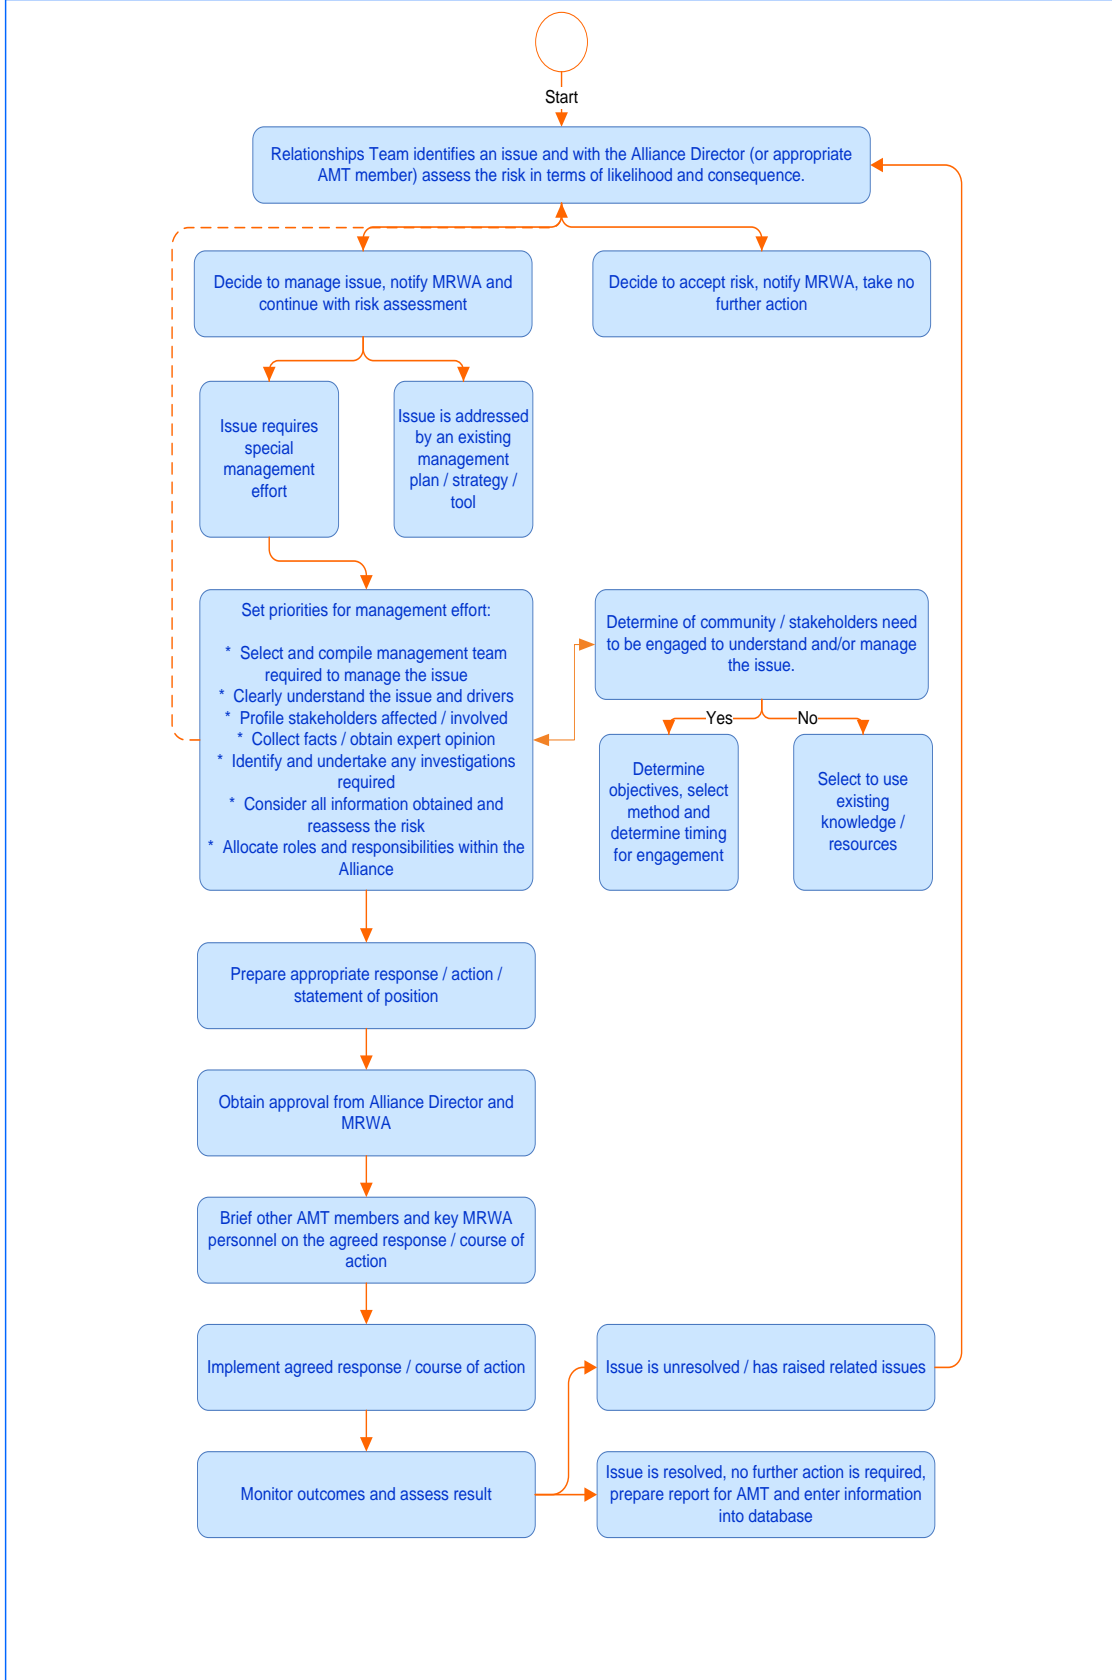 Start
Relationships Team identifies an issue and with the Alliance Director (or appropriate
AMT member) assess the risk in terms of likelihood and consequence.
Decide to manage issue, notify MRWA and
continue with risk assessment
Decide to accept risk, notify MRWA, take no
further action
Issue requires
special
management
effort
Issue is addressed
by an existing
management
plan / strategy /
tool
Set priorities for management effort:
* Select and compile management team
required to manage the issue
* Clearly understand the issue and drivers
* Profile stakeholders affected / involved
* Collect facts / obtain expert opinion
* Identify and undertake any investigations
required
* Consider all information obtained and
reassess the risk
* Allocate roles and responsibilities within the
Alliance
Determine of community / stakeholders need
to be engaged to understand and/or manage
the issue.
Yes
No
Determine
objectives, select
method and
determine timing
for engagement
Select to use
existing
knowledge /
resources
Prepare appropriate response / action /
statement of position
Obtain approval from Alliance Director and
MRWA
Brief other AMT members and key MRWA
personnel on the agreed response / course of
action
Implement agreed response / course of action
Issue is unresolved / has raised related issues
Monitor outcomes and assess result
Issue is resolved, no further action is required,
prepare report for AMT and enter information
into database